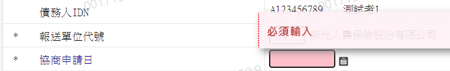 債務人IDN A123456789 測試者1
* 報送單位代號 必須輸入 人壽保險股份有限公司
* 協商申請日